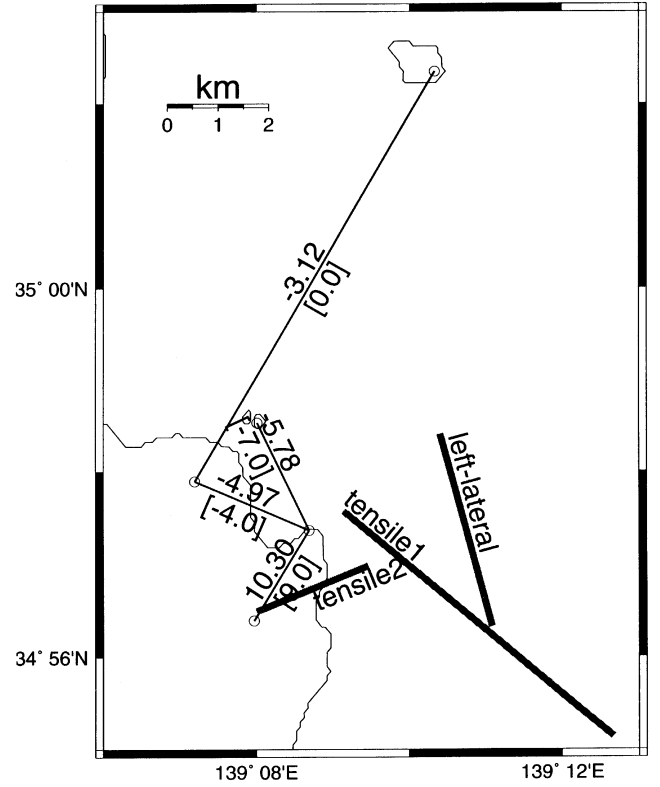 km
0 1 2
-3.12
[0.0]
35° 00'N
-5.78
[-7.0]
-4.97
[-4.0]
left-lateral
tensile1
10.30
[9.0]
tensile2
34° 56'N
139° 08'E
139° 12'E